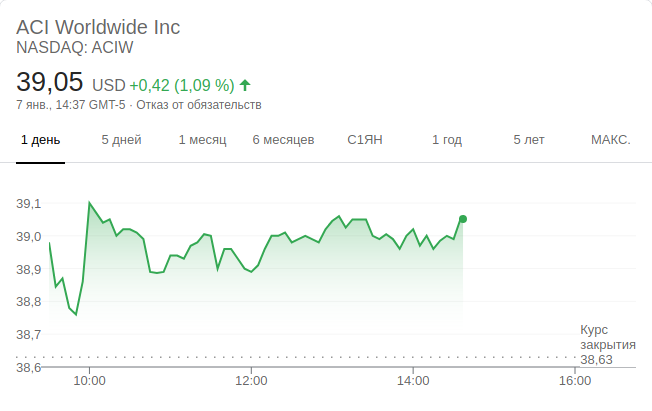 ACI Worldwide Inc
NASDAQ: ACIW
39,05 USD +0,42 (1,09 %)
7 янв., 14:37 GMT-5 · Отказ от обязательств
1 день 5 дней 1 месяц 6 месяцев С1ЯН 1 год 5 лет МАКС.
39,1
39,0
38,9
38,8
38,7
38,6
Курс
закрытия
38,63
10:00 12:00 14:00 16:00